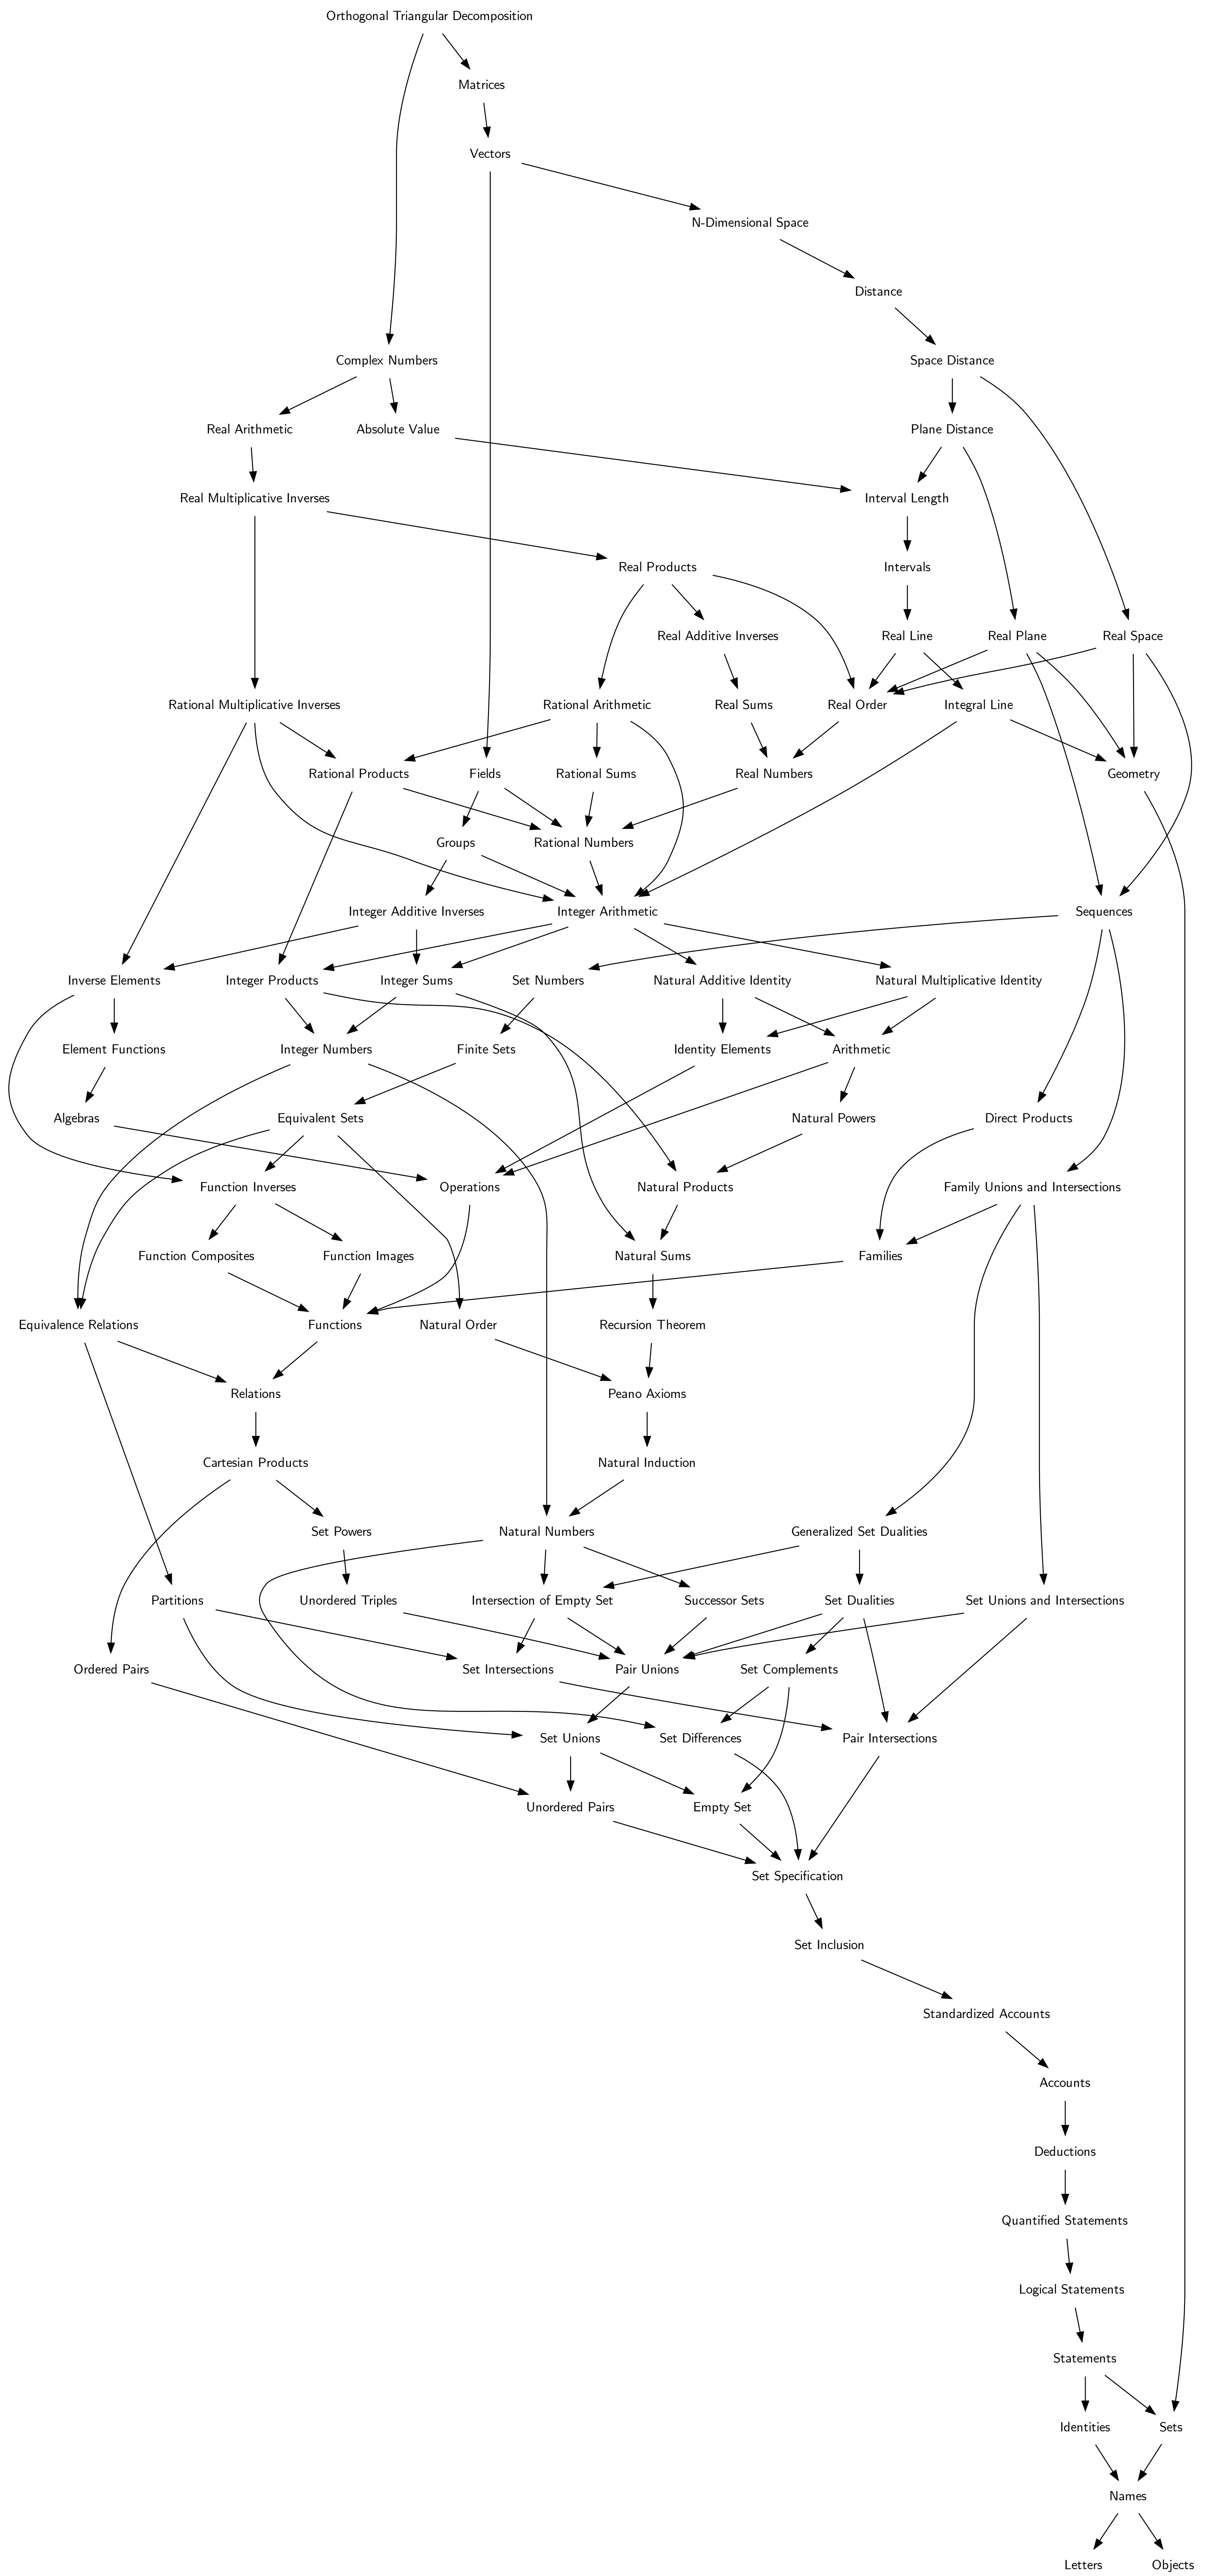 Orthogonal Triangular Decomposition
Matrices
Vectors
N-Dimensional Space
Distance
Complex Numbers
Space Distance
Real Arithmetic
Absolute Value
Plane Distance
Real Multiplicative Inverses
Interval Length
Real Products
Intervals
Real Additive Inverses
Real Line
Real Plane
Real Space
Rational Multiplicative Inverses
Rational Arithmetic
Real Sums
Real Order
Integral Line
Rational Products
Fields
Rational Sums
Real Numbers
Geometry
Groups
Rational Numbers
Integer Additive Inverses
Integer Arithmetic
Sequences
Inverse Elements
Integer Products
Integer Sums
Set Numbers
Natural Additive Identity
Natural Multiplicative Identity
Element Functions
Integer Numbers
Finite Sets
Identity Elements
Arithmetic
Algebras
Equivalent Sets
Natural Powers
Direct Products
Function Inverses
Operations
Natural Products
Family Unions and Intersections
Function Composites
Function Images
Natural Sums
Families
Equivalence Relations
Functions
Natural Order
Recursion Theorem
Relations
Peano Axioms
Cartesian Products
Natural Induction
Set Powers
Natural Numbers
Generalized Set Dualities
Partitions
Unordered Triples
Intersection of Empty Set
Successor Sets
Set Dualities
Set Unions and Intersections
Ordered Pairs
Set Intersections
Pair Unions
Set Complements
Set Unions
Set Differences
Pair Intersections
Unordered Pairs
Empty Set
Set Specification
Set Inclusion
Standardized Accounts
Accounts
Deductions
Quantified Statements
Logical Statements
Statements
Identities
Sets
Names
Letters
Objects